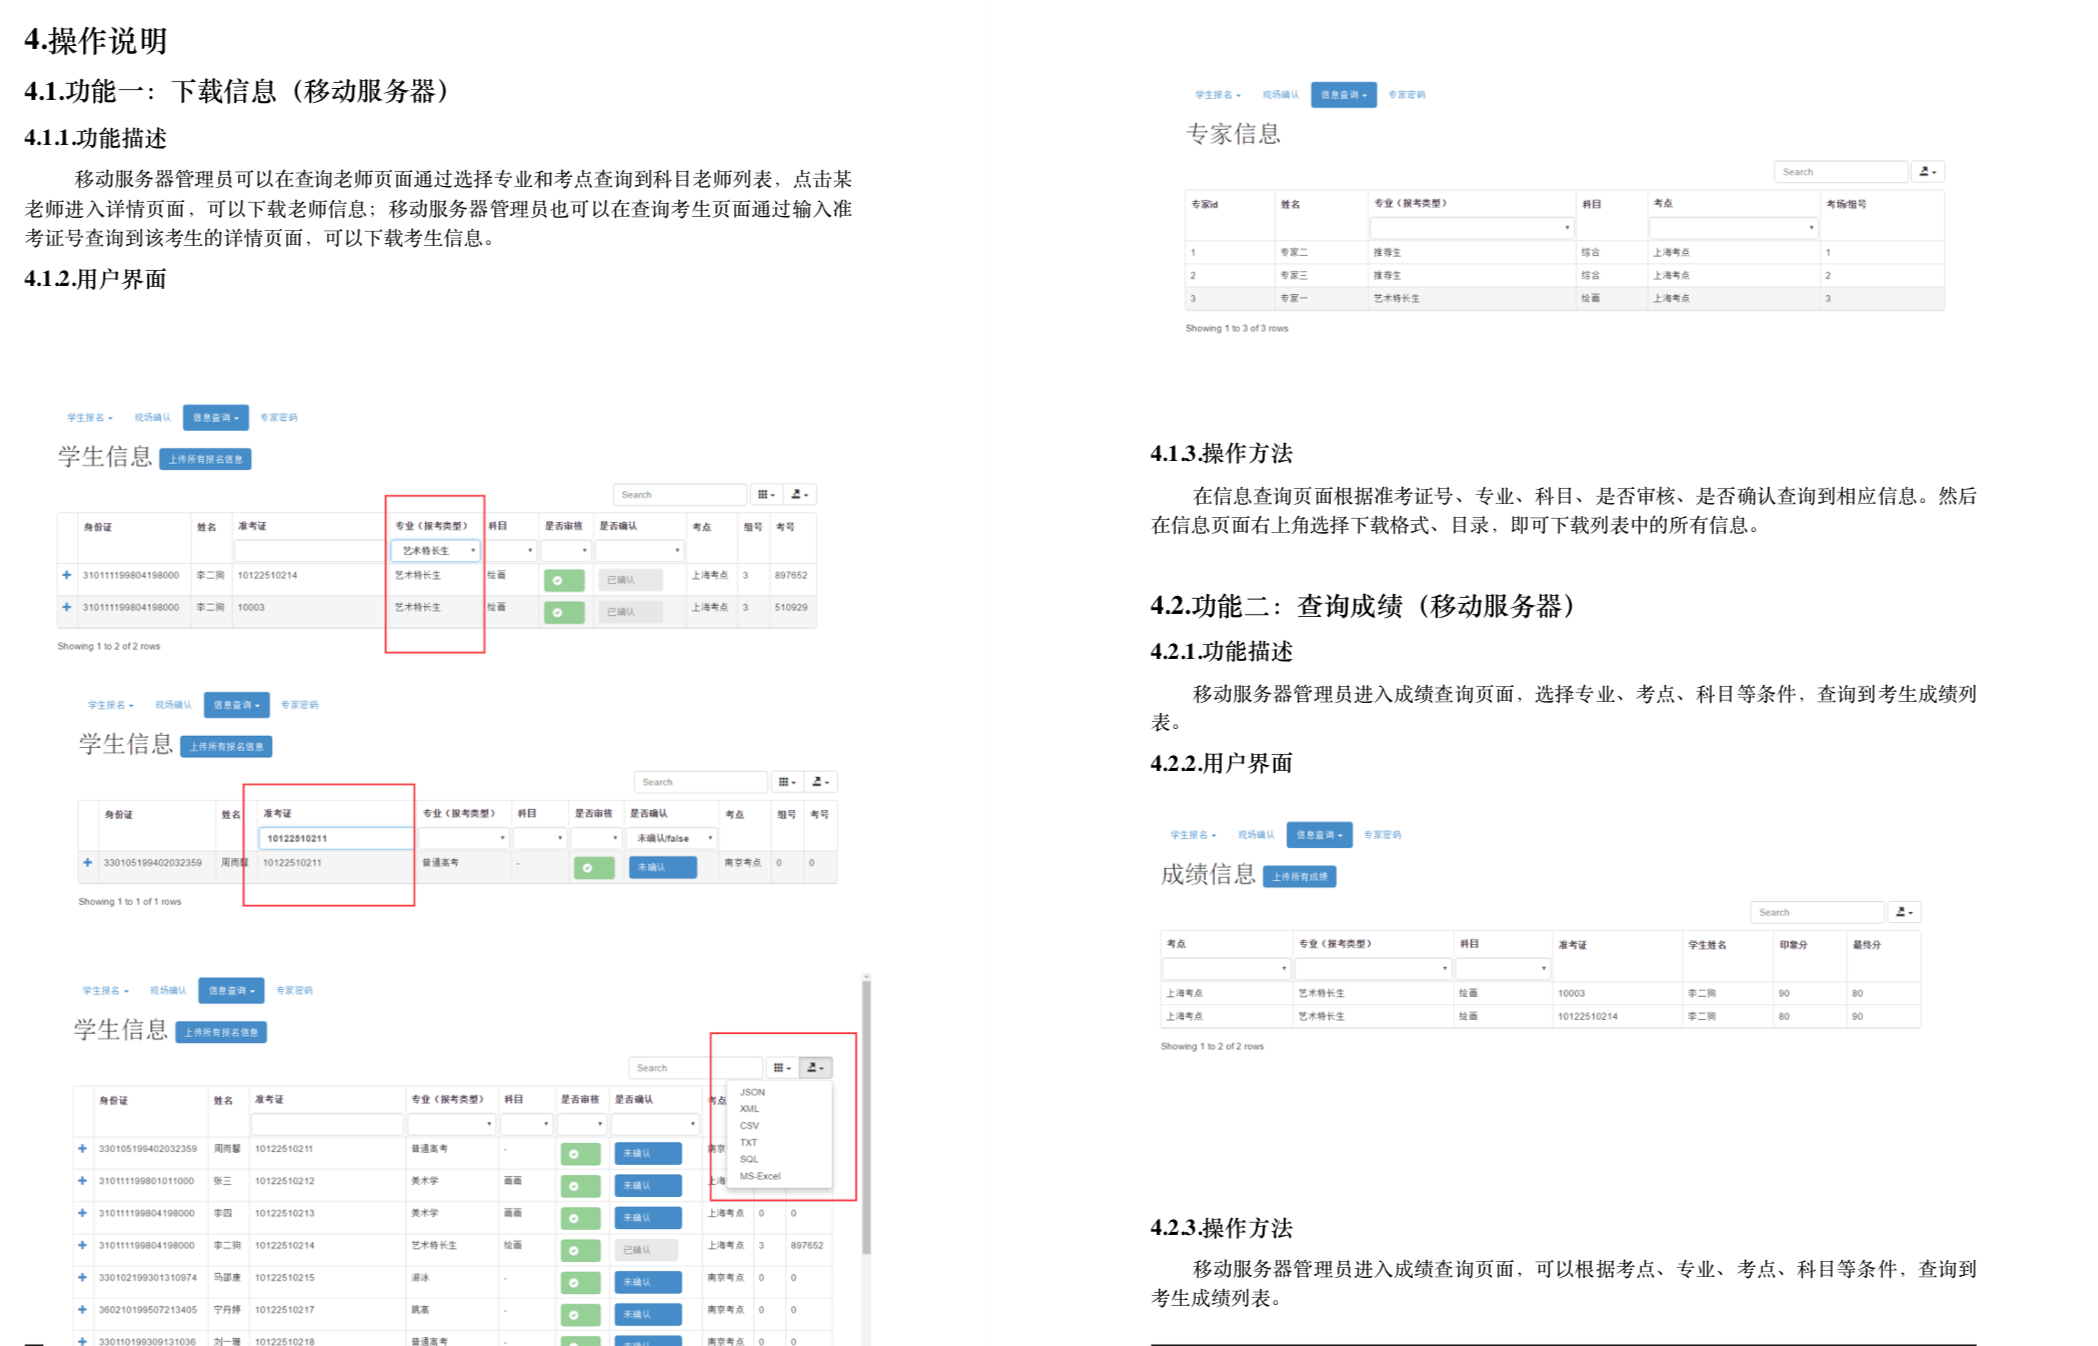 4.操作说明
4.1.功能一：下载信息（移动服务器）
4.1.1.功能描述
移动服务器管理员可以在查询老师页面通过选择专业和考点查询到科目老师列表，点击某
老师进入详情页面，可以下载老师信息；移动服务器管理员也可以在查询考生页面通过输入准
考证号查询到该考生的详情页面，可以下载考生信息。
4.1.2.用户界面
学生报名 现场确认 信息查询 专家密码
学生信息 上传所有报名信息
Search
身份证 姓名 准考证 专业（报考类型） 科目 是否审核 是否确认 考点 组号 考号
艺术特长生
310111199804198000 李二狗 10122510214 艺术特长生 绘画 已确认 上海考点 3 897652
310111199804198000 李二狗 10003 艺术特长生 绘画 已确认 上海考点 3 510929
Showing 1 to 2 of 2 rows
学生报名 现场确认 信息查询 专家密码
学生信息 上传所有报名信息
Search
身份证 姓名 准考证 专业（报考类型） 科目 是否审核 是否确认 考点 组号 考号
10122510211 未确认/false
330105199402032359 周雨馨 10122510211 普通高考 - 未确认 南京考点 0 0
Showing 1 to 1 of 1 rows
学生报名 现场确认 信息查询 专家密码
学生信息 上传所有报名信息
Search
JSON
XML
CSV
TXT
SQL
MS-Excel
身份证 姓名 准考证 专业（报考类型） 科目 是否审核 是否确认 考点
330105199402032359 周雨馨 10122510211 普通高考 - 未确认 南京
310111199801011000 张三 10122510212 美术学 画画 未确认 上海
310111199804198000 李四 10122510213 美术学 画画 未确认 上海考点 0 0
310111199804198000 李二狗 10122510214 艺术特长生 绘画 已确认 上海考点 3 897652
330102199301310974 马邵康 10122510215 游泳 - 未确认 南京考点 0 0
360210199507213405 宁丹婷 10122510217 跳高 - 未确认 南京考点 0 0
330110199309131036 刘一珊 10122510218 普通高考 - 未确认 南京考点 0 0
学生报名 现场确认 信息查询 专家密码
专家信息
Search
专家id 姓名 专业（报考类型） 科目 考点 考场/组号
1 专家二 推荐生 综合 上海考点 1
2 专家三 推荐生 综合 上海考点 2
3 专家一 艺术特长生 绘画 上海考点 3
Showing 1 to 3 of 3 rows
4.1.3.操作方法
在信息查询页面根据准考证号、专业、科目、是否审核、是否确认查询到相应信息。然后
在信息页面右上角选择下载格式、目录，即可下载列表中的所有信息。
4.2.功能二：查询成绩（移动服务器）
4.2.1.功能描述
移动服务器管理员进入成绩查询页面，选择专业、考点、科目等条件，查询到考生成绩列
表。
4.2.2.用户界面
学生报名 现场确认 信息查询 专家密码
成绩信息 上传所有成绩
Search
考点 专业（报考类型） 科目 准考证 学生姓名 印象分 最终分
上海考点 艺术特长生 绘画 10003 李二狗 90 80
上海考点 艺术特长生 绘画 10122510214 李二狗 80 90
Showing 1 to 2 of 2 rows
4.2.3.操作方法
移动服务器管理员进入成绩查询页面，可以根据考点、专业、考点、科目等条件，查询到
考生成绩列表。